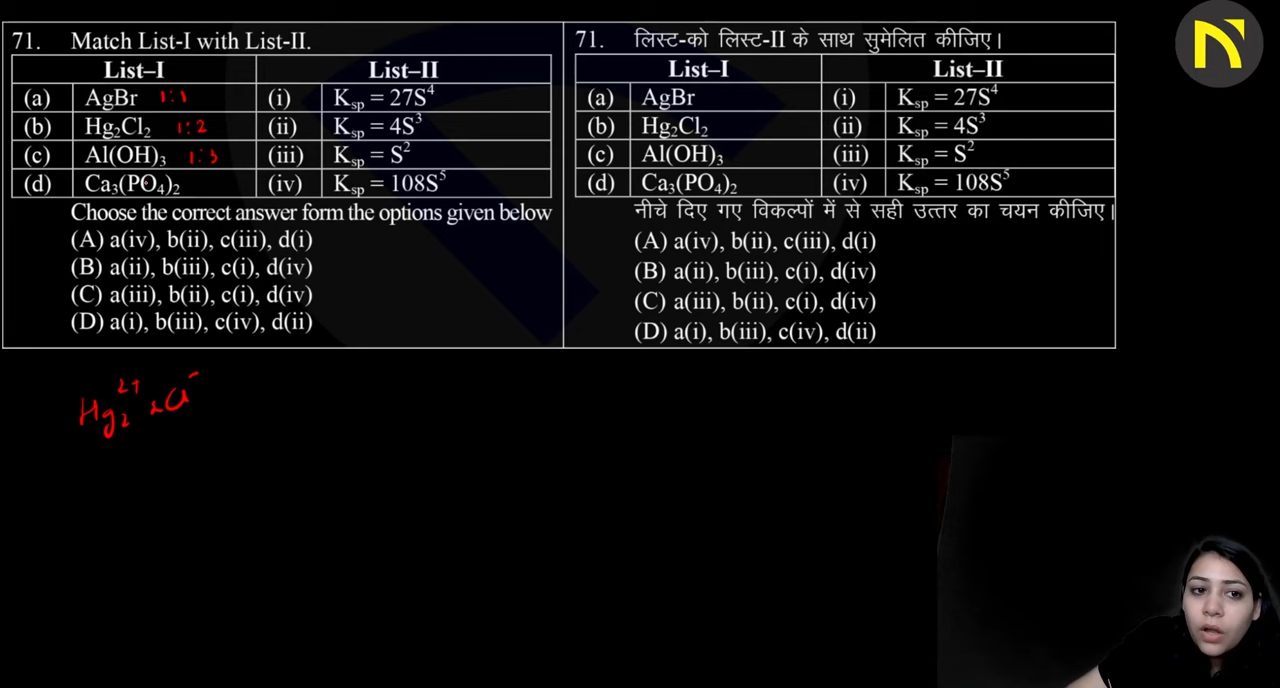 71. Match List-I with List-II.
List–I List–II
(a) AgBr 1:1 (i) Ksp = 27S⁴
(b) Hg₂Cl₂ 1:2 (ii) Ksp = 4S³
(c) Al(OH)₃ 1:3 (iii) Ksp = S²
(d) Ca₃(PO₄)₂ (iv) Ksp = 108S⁵
Choose the correct answer form the options given below
(A) a(iv), b(ii), c(iii), d(i)
(B) a(ii), b(iii), c(i), d(iv)
(C) a(iii), b(ii), c(i), d(iv)
(D) a(i), b(iii), c(iv), d(ii)
71. लिस्ट-को लिस्ट-II के साथ सुमेलित कीजिए।
List–I List–II
(a) AgBr (i) Ksp = 27S⁴
(b) Hg₂Cl₂ (ii) Ksp = 4S³
(c) Al(OH)₃ (iii) Ksp = S²
(d) Ca₃(PO₄)₂ (iv) Ksp = 108S⁵
नीचे दिए गए विकल्पों में से सही उत्तर का चयन कीजिए।
(A) a(iv), b(ii), c(iii), d(i)
(B) a(ii), b(iii), c(i), d(iv)
(C) a(iii), b(ii), c(i), d(iv)
(D) a(i), b(iii), c(iv), d(ii)
Hg₂²⁺ 2Cl⁻